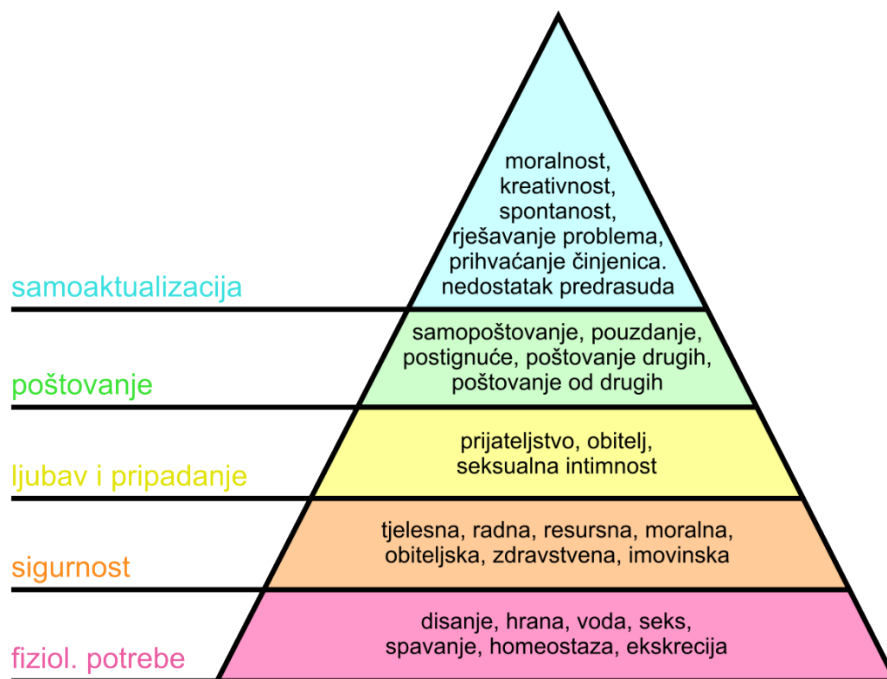 moralnost,
kreativnost,
spontanost,
rješavanje problema,
prihvaćanje činjenica.
nedostatak predrasuda
samoaktualizacija
samopoštovanje, pouzdanje,
postignuće, poštovanje drugih,
poštovanje od drugih
poštovanje
prijateljstvo, obitelj,
seksualna intimnost
ljubav i pripadanje
tjelesna, radna, resursna, moralna,
obiteljska, zdravstvena, imovinska
sigurnost
disanje, hrana, voda, seks,
spavanje, homeostaza, ekskrecija
fiziol. potrebe